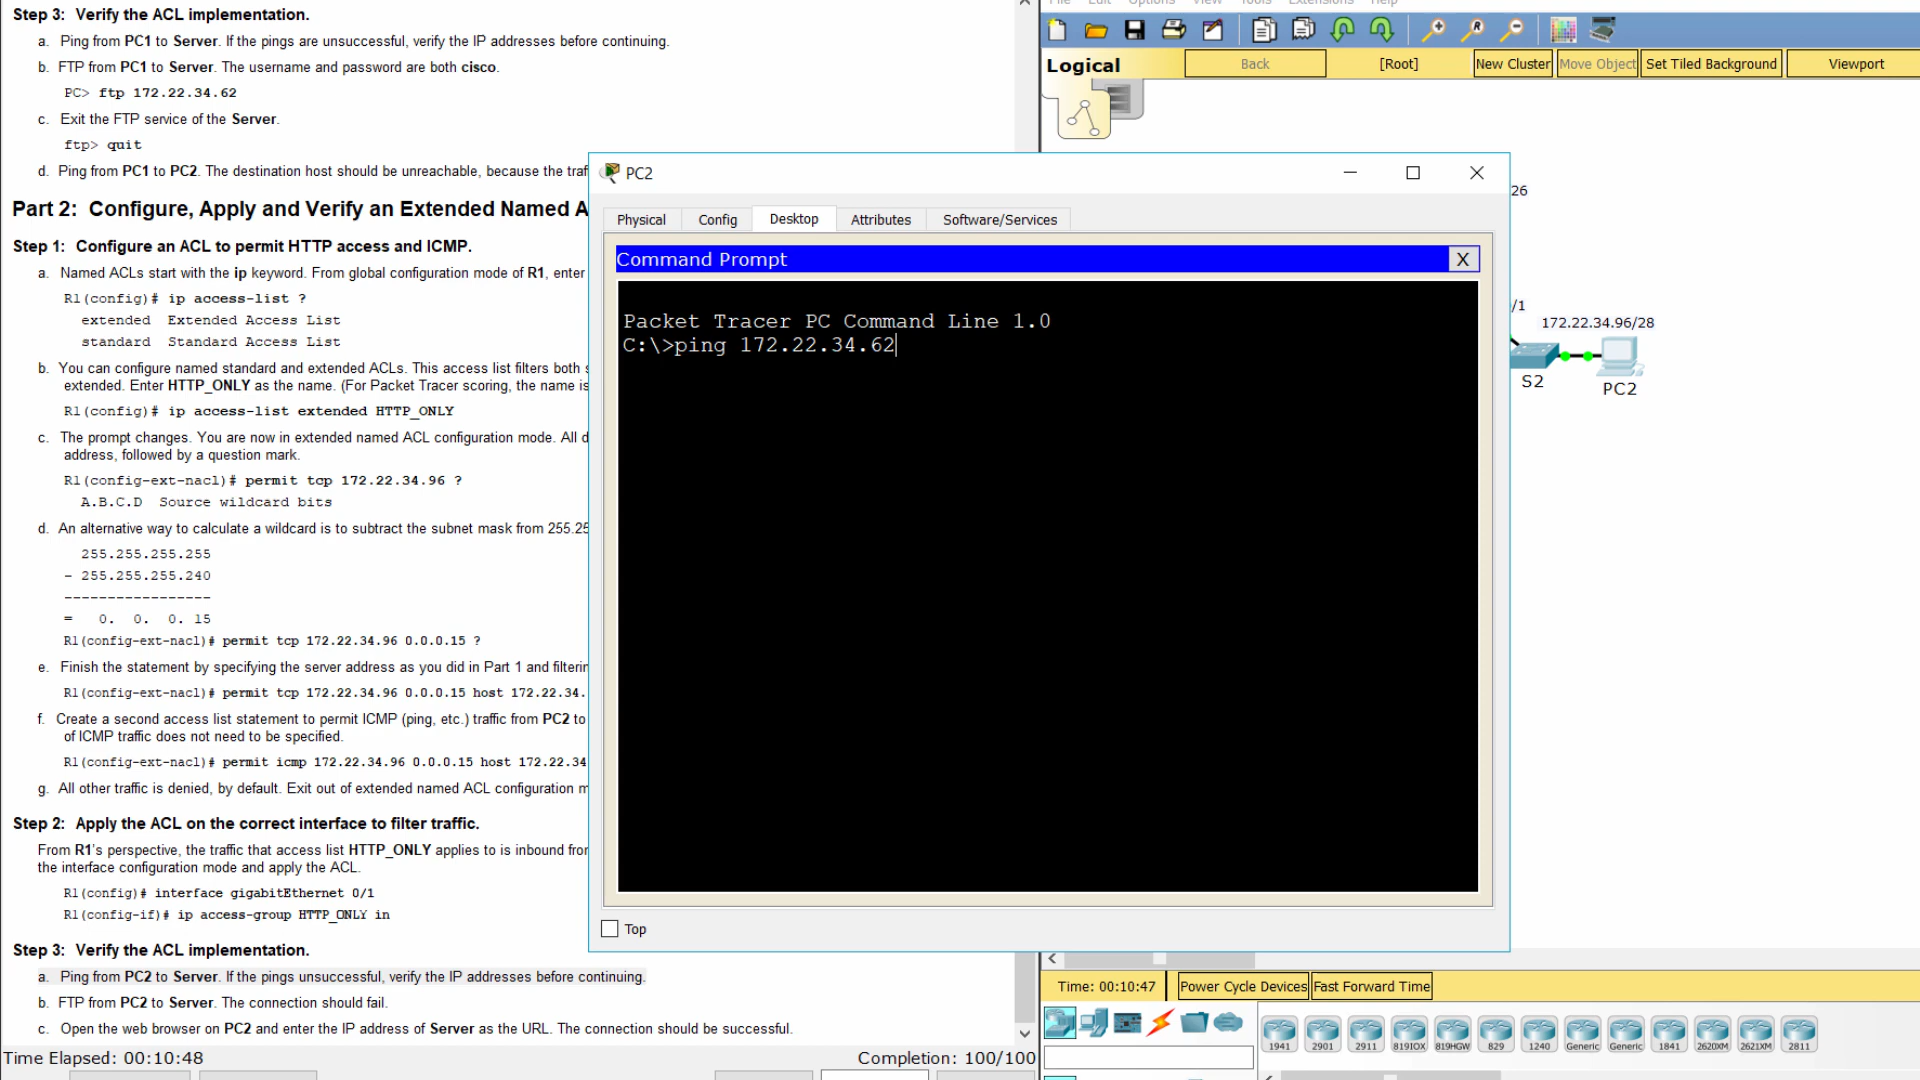 Step 3: Verify the ACL implementation.
a. Ping from PC1 to Server. If the pings are unsuccessful, verify the IP addresses before continuing.
b. FTP from PC1 to Server. The username and password are both cisco.
PC> ftp 172.22.34.62
c. Exit the FTP service of the Server.
ftp> quit
d. Ping from PC1 to PC2. The destination host should be unreachable, because the
Part 2: Configure, Apply and Verify an Extended Named
Step 1: Configure an ACL to permit HTTP access and ICMP.
a. Named ACLs start with the ip keyword. From global configuration mode of R1, enter
R1(config)# ip access-list ?
extended Extended Access List
standard Standard Access List
b. You can configure named standard and extended ACLs. This access list filters both
extended. Enter HTTP_ONLY as the name. (For Packet Tracer scoring, the name is
R1(config)# ip access-list extended HTTP_ONLY
c. The prompt changes. You are now in extended named ACL configuration mode. All
address, followed by a question mark.
R1(config-ext-nacl)# permit tcp 172.22.34.96 ?
A.B.C.D Source wildcard bits
d. An alternative way to calculate a wildcard is to subtract the subnet mask from 255.25
255.255.255.255
- 255.255.255.240
-----------------
= 0. 0. 0. 15
R1(config-ext-nacl)# permit tcp 172.22.34.96 0.0.0.15 ?
e. Finish the statement by specifying the server address as you did in Part 1 and filterin
R1(config-ext-nacl)# permit tcp 172.22.34.96 0.0.0.15 host 172.22.34.
f. Create a second access list statement to permit ICMP (ping, etc.) traffic from PC2 to
of ICMP traffic does not need to be specified.
R1(config-ext-nacl)# permit icmp 172.22.34.96 0.0.0.15 host 172.22.34
g. All other traffic is denied, by default. Exit out of extended named ACL configuration m
Step 2: Apply the ACL on the correct interface to filter traffic.
From R1's perspective, the traffic that access list HTTP_ONLY applies to is inbound from
the interface configuration mode and apply the ACL.
R1(config)# interface gigabitEthernet 0/1
R1(config-if)# ip access-group HTTP_ONLY in
Step 3: Verify the ACL implementation.
a. Ping from PC2 to Server. If the pings unsuccessful, verify the IP addresses before continuing.
b. FTP from PC2 to Server. The connection should fail.
c. Open the web browser on PC2 and enter the IP address of Server as the URL. The connection should be successful.
Time Elapsed: 00:10:48
Completion: 100/100
File Edit Options View Tools Extensions Help
Logical
Back
[Root]
New Cluster
Move Object
Set Tiled Background
Viewport
26
/1
172.22.34.96/28
S2
PC2
PC2
Physical
Config
Desktop
Attributes
Software/Services
Command Prompt
X
Packet Tracer PC Command Line 1.0
C:\>ping 172.22.34.62
Top
Time: 00:10:47
Power Cycle Devices
Fast Forward Time
1941
2901
2911
819IOX
819HGW
829
1240
Generic
Generic
1841
2620XM
2621XM
2811